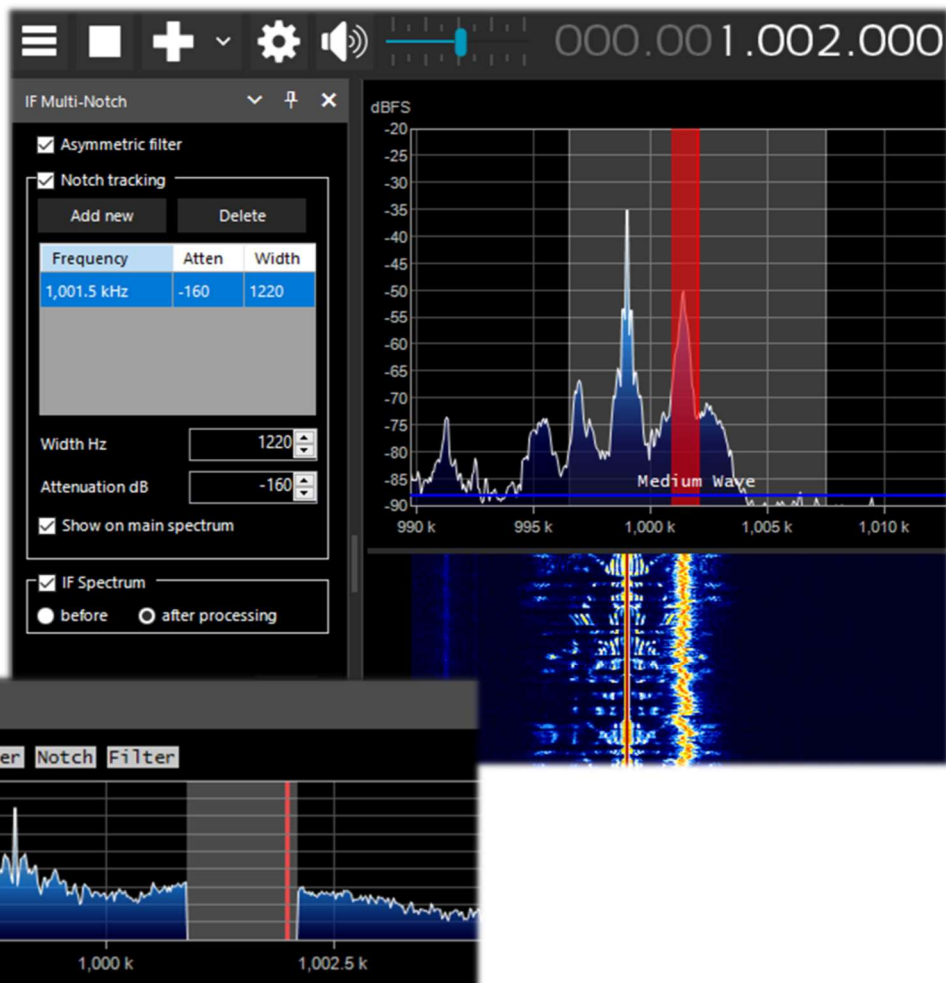 000.001.002.000
IF Multi-Notch
Asymmetric filter
Notch tracking
Add new Delete
Frequency Atten Width
1,001.5 kHz -160 1220
Width Hz 1220
Attenuation dB -160
Show on main spectrum
IF Spectrum
before after processing
dBFS
-20
-25
-30
-35
-40
-45
-50
-55
-60
-65
-70
-75
-80
-85
-90
Medium Wave
990 k 995 k 1,000 k 1,005 k 1,010 k
er Notch Filter
1,000 k 1,002.5 k